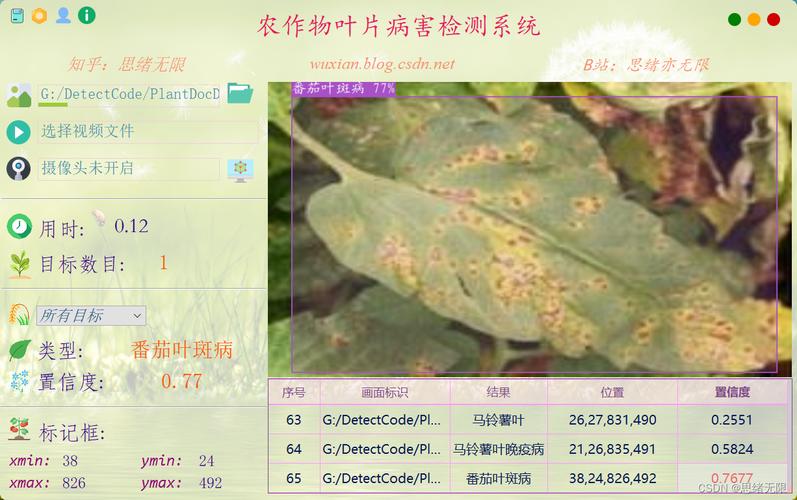 农作物叶片病害检测系统
知乎：思绪无限
wuxian.blog.csdn.net
B站：思绪亦无限
G:/DetectCode/PlantDocD
选择视频文件
摄像头未开启
用时: 0.12
目标数目: 1
所有目标
类型: 番茄叶斑病
置信度: 0.77
标记框:
xmin: 38 ymin: 24
xmax: 826 ymax: 492
番茄叶斑病 77%
序号 画面标识 结果 位置 置信度
63 G:/DetectCode/Pl... 马铃薯叶 26,27,831,490 0.2551
64 G:/DetectCode/Pl... 马铃薯叶晚疫病 21,26,835,491 0.5824
65 G:/DetectCode/Pl... 番茄叶斑病 38,24,826,492 0.7677
CSDN @思绪无限